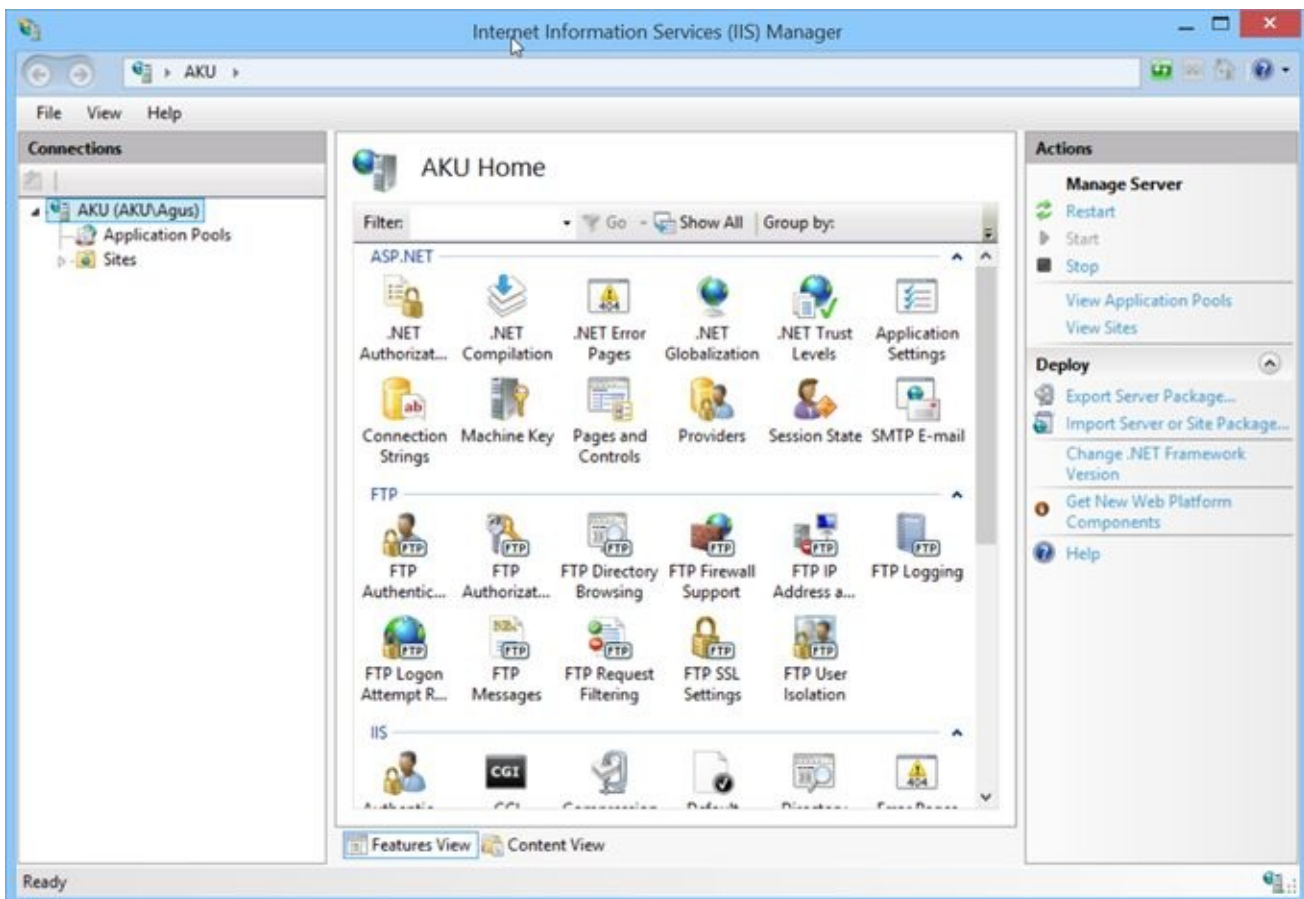 Internet Information Services (IIS) Manager
AKU
File View Help
Connections
AKU (AKU\Agus)
Application Pools
Sites
AKU Home
Filter: Go Show All Group by:
ASP.NET
.NET Authorizat...
.NET Compilation
.NET Error Pages
.NET Globalization
.NET Trust Levels
Application Settings
Connection Strings
Machine Key
Pages and Controls
Providers
Session State
SMTP E-mail
FTP
FTP Authentic...
FTP Authorizat...
FTP Directory Browsing
FTP Firewall Support
FTP IP Address a...
FTP Logging
FTP Logon Attempt R...
FTP Messages
FTP Request Filtering
FTP SSL Settings
FTP User Isolation
IIS
CGI
404
Features View Content View
Ready
Actions
Manage Server
Restart
Start
Stop
View Application Pools
View Sites
Deploy
Export Server Package...
Import Server or Site Package...
Change .NET Framework
Version
Get New Web Platform
Components
Help